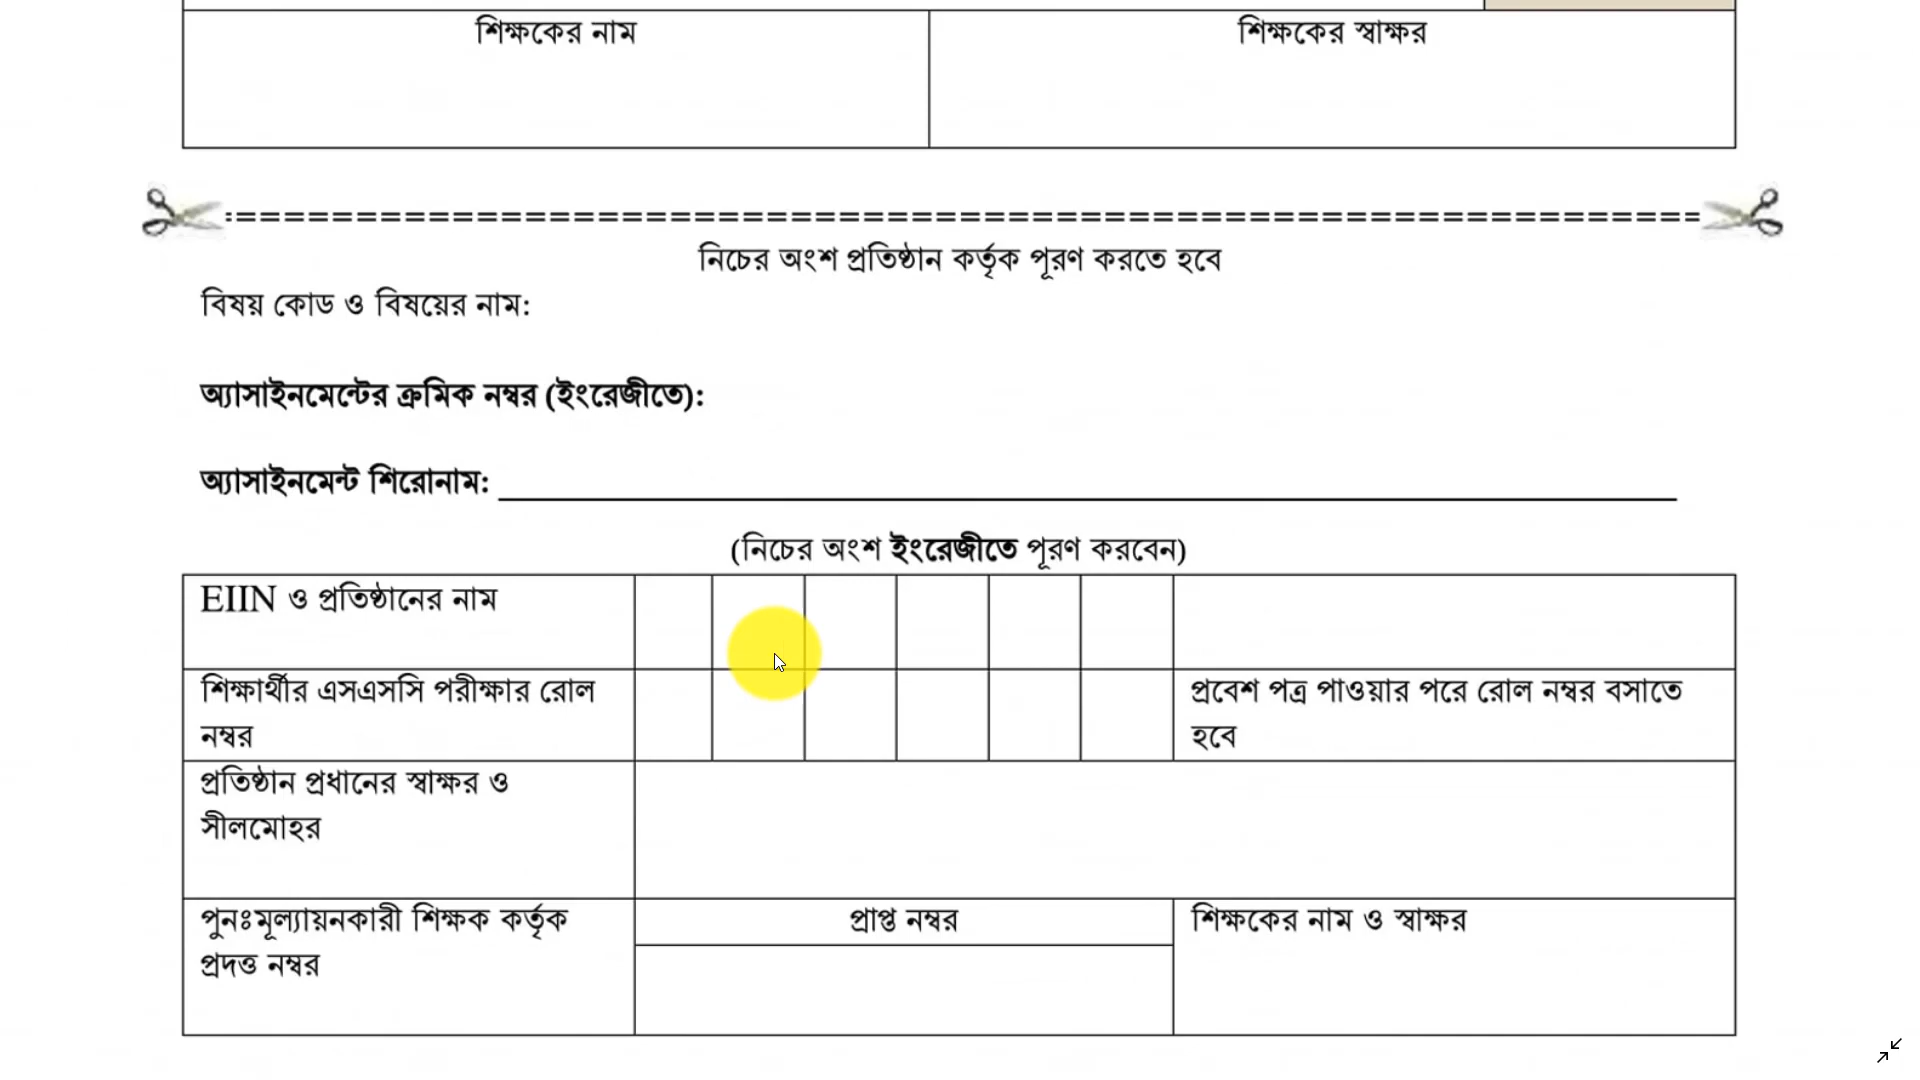 শিক্ষকের নাম
শিক্ষকের স্বাক্ষর
নিচের অংশ প্রতিষ্ঠান কর্তৃক পূরণ করতে হবে
বিষয় কোড ও বিষয়ের নাম:
অ্যাসাইনমেন্টের ক্রমিক নম্বর (ইংরেজীতে):
অ্যাসাইনমেন্ট শিরোনাম:
(নিচের অংশ ইংরেজীতে পূরণ করবেন)
EIIN ও প্রতিষ্ঠানের নাম
শিক্ষার্থীর এসএসসি পরীক্ষার রোল
নম্বর
প্রবেশ পত্র পাওয়ার পরে রোল নম্বর বসাতে
হবে
প্রতিষ্ঠান প্রধানের স্বাক্ষর ও
সীলমোহর
পুনঃমূল্যায়নকারী শিক্ষক কর্তৃক
প্রদত্ত নম্বর
প্রাপ্ত নম্বর
শিক্ষকের নাম ও স্বাক্ষর